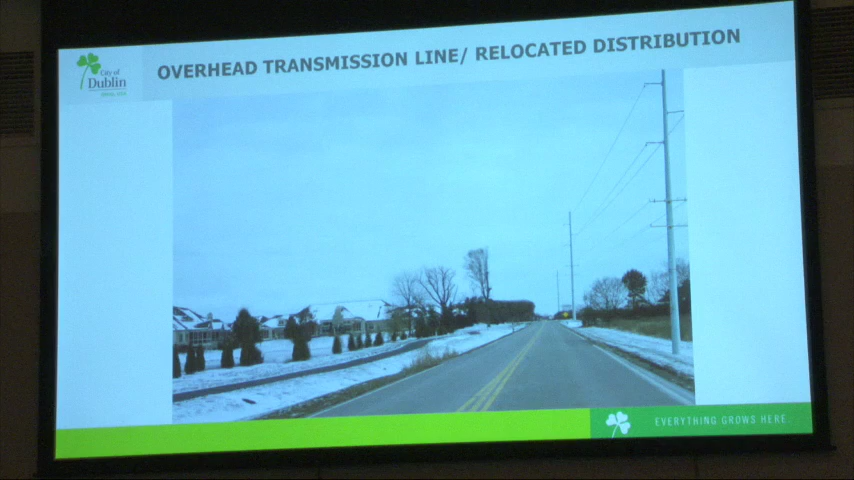 OVERHEAD TRANSMISSION LINE/ RELOCATED DISTRIBUTION
City of
Dublin
EVERYTHING GROWS HERE